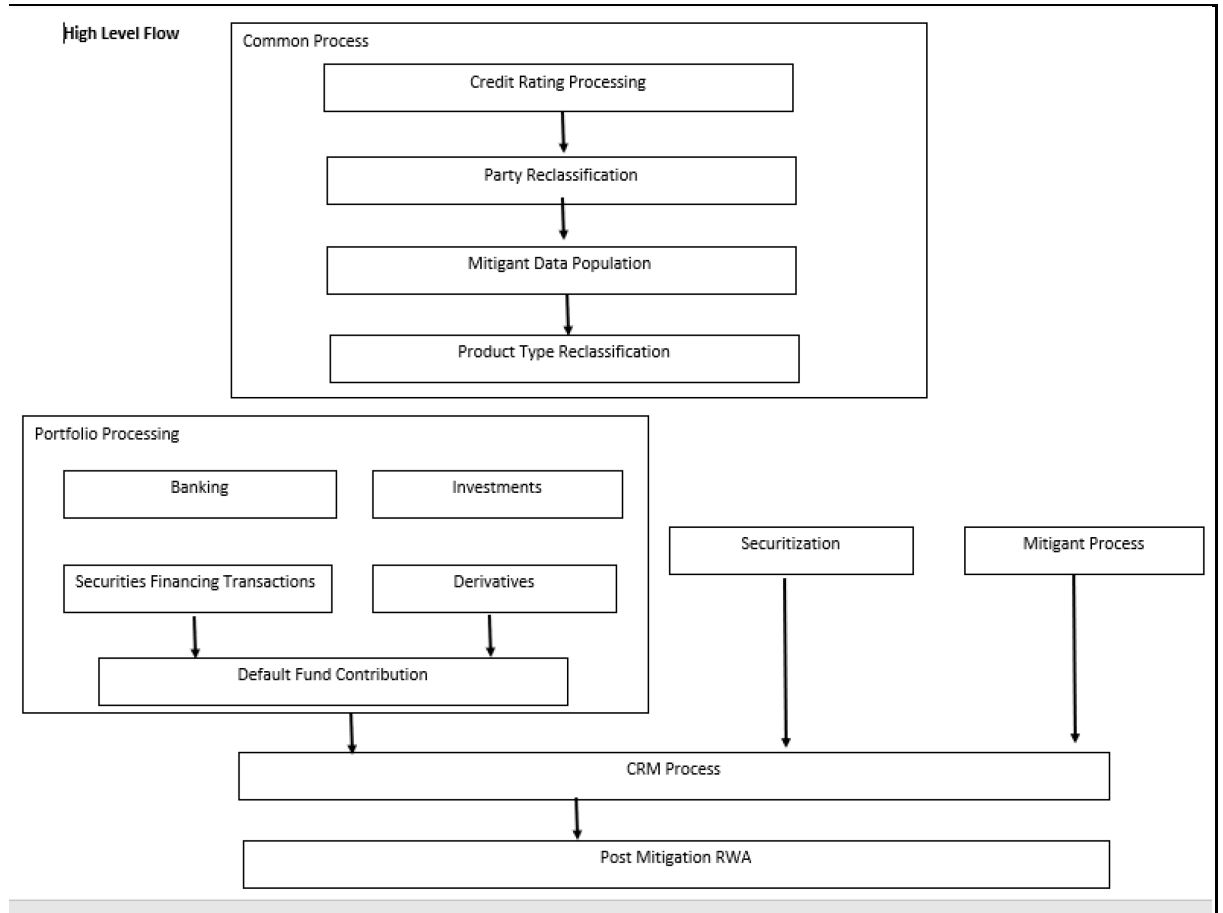 High Level Flow
Common Process
Credit Rating Processing
Party Reclassification
Mitigant Data Population
Product Type Reclassification
Portfolio Processing
Banking
Investments
Securitization
Mitigant Process
Securities Financing Transactions
Derivatives
Default Fund Contribution
CRM Process
Post Mitigation RWA